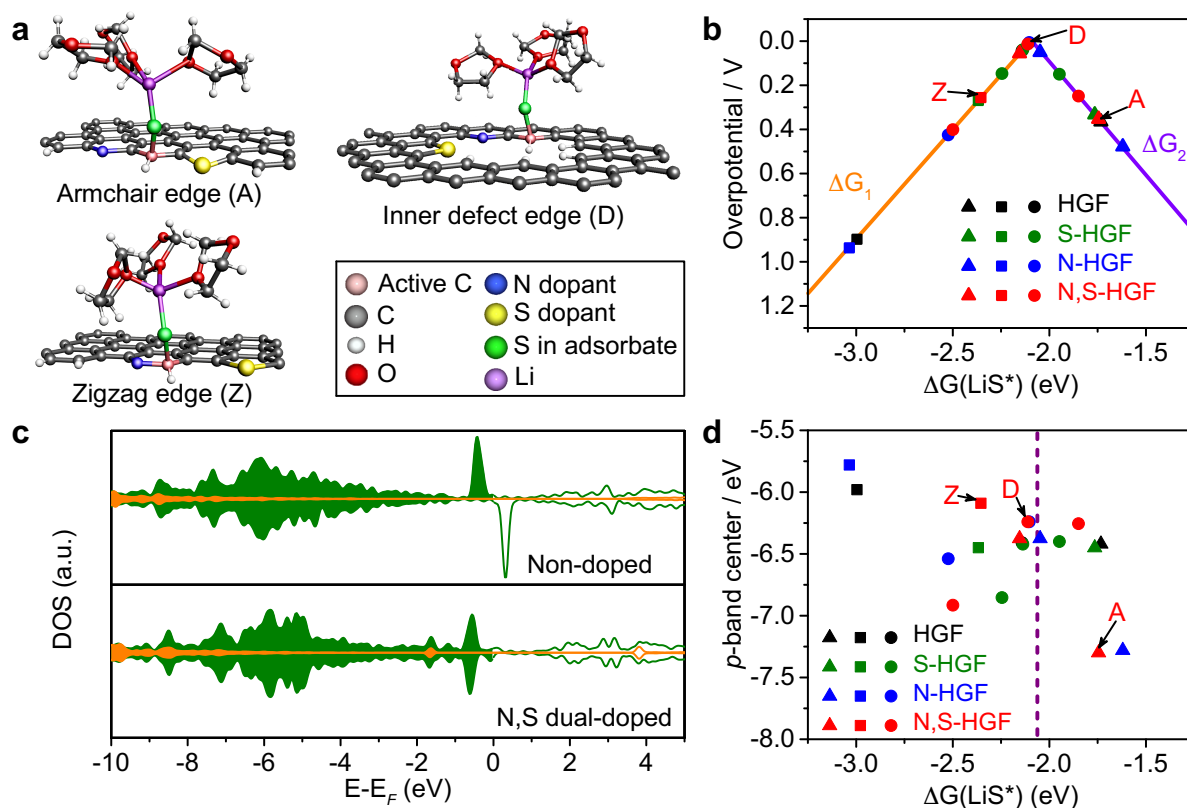 a
Armchair edge (A)
Inner defect edge (D)
Zigzag edge (Z)
Active C
C
H
O
N dopant
S dopant
S in adsorbate
Li
b
Overpotential / V
0.0
0.2
0.4
0.6
0.8
1.0
1.2
D
Z
A
ΔG1
ΔG2
HGF
S-HGF
N-HGF
N,S-HGF
-3.0
-2.5
-2.0
-1.5
ΔG(LiS*) (eV)
c
DOS (a.u.)
Non-doped
N,S dual-doped
-10
-8
-6
-4
-2
0
2
4
E-EF (eV)
d
p-band center / eV
-5.5
-6.0
-6.5
-7.0
-7.5
-8.0
Z
D
A
HGF
S-HGF
N-HGF
N,S-HGF
-3.0
-2.5
-2.0
-1.5
ΔG(LiS*) (eV)